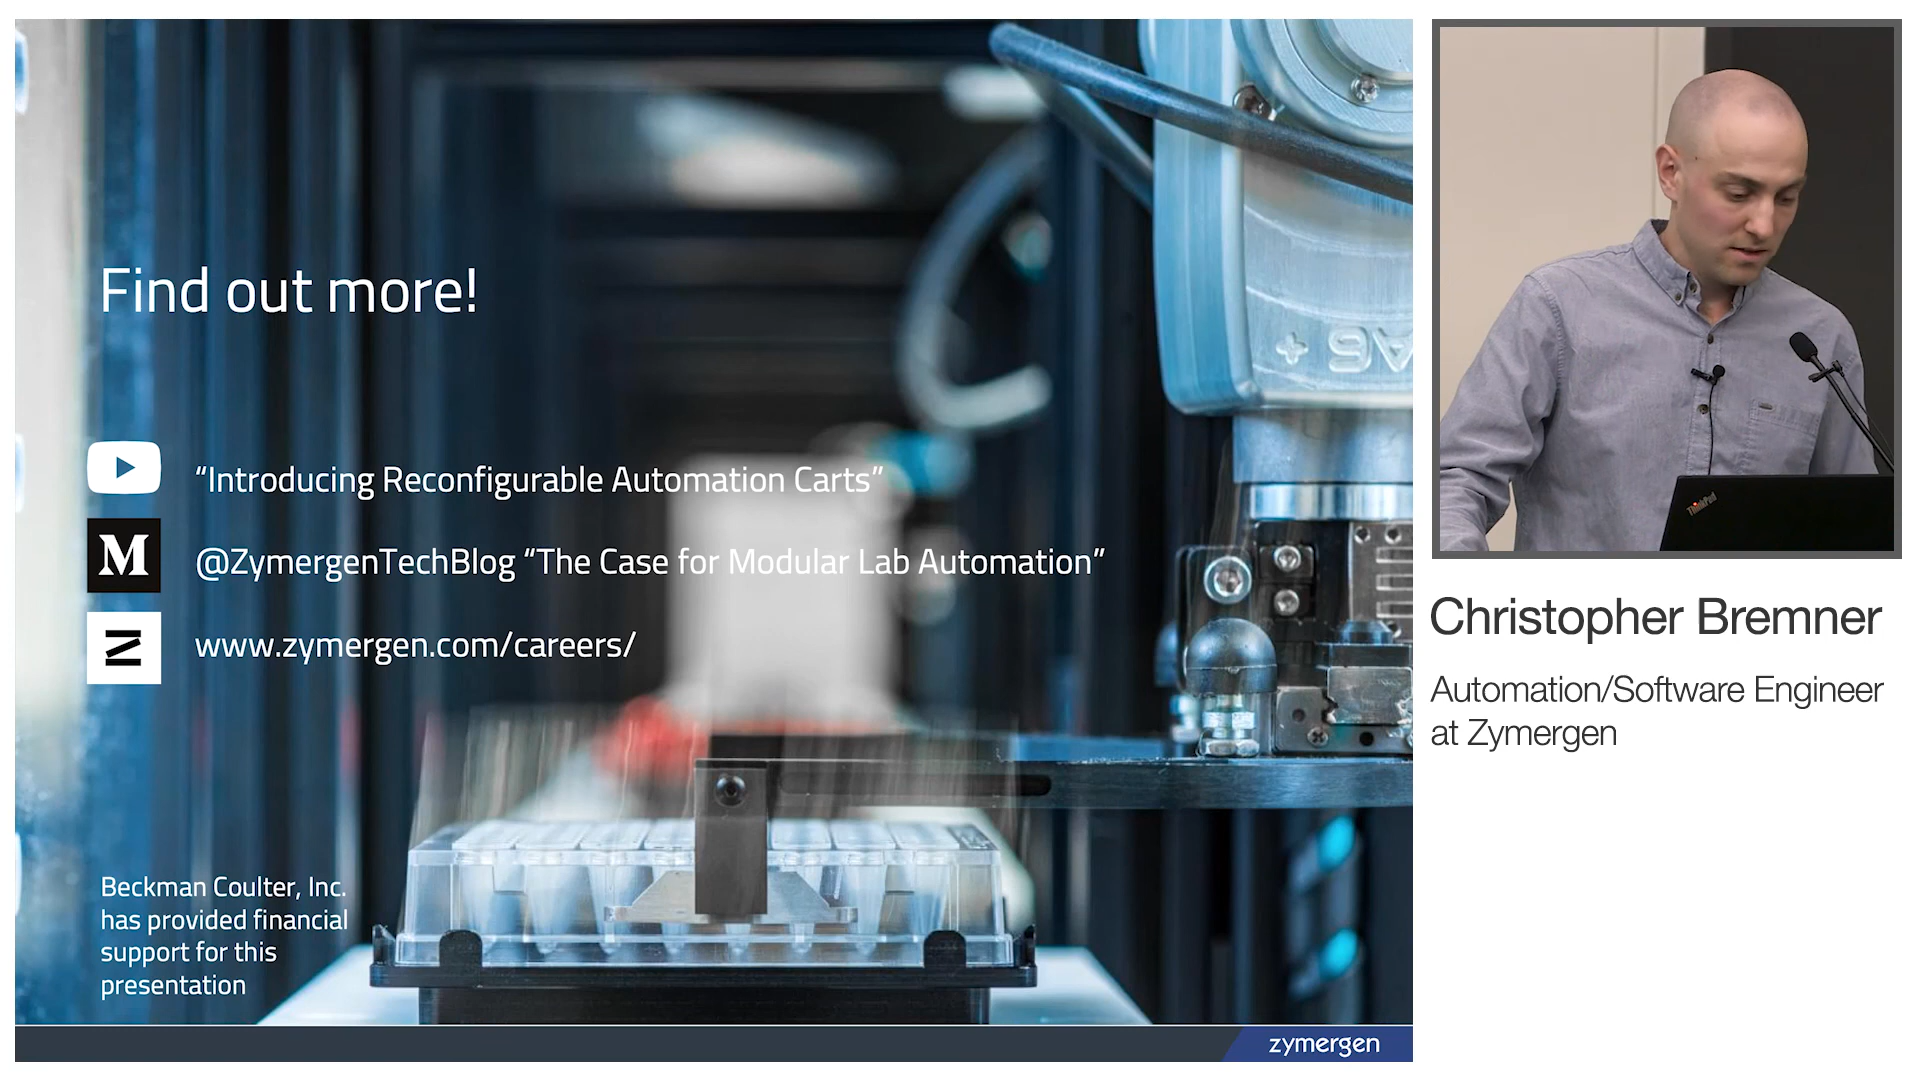 Find out more!
“Introducing Reconfigurable Automation Carts”
M
@ZymergenTechBlog “The Case for Modular Lab Automation”
www.zymergen.com/careers/
Beckman Coulter, Inc.
has provided financial
support for this
presentation
zymergen
ThinkPad
Christopher Bremner
Automation/Software Engineer
at Zymergen